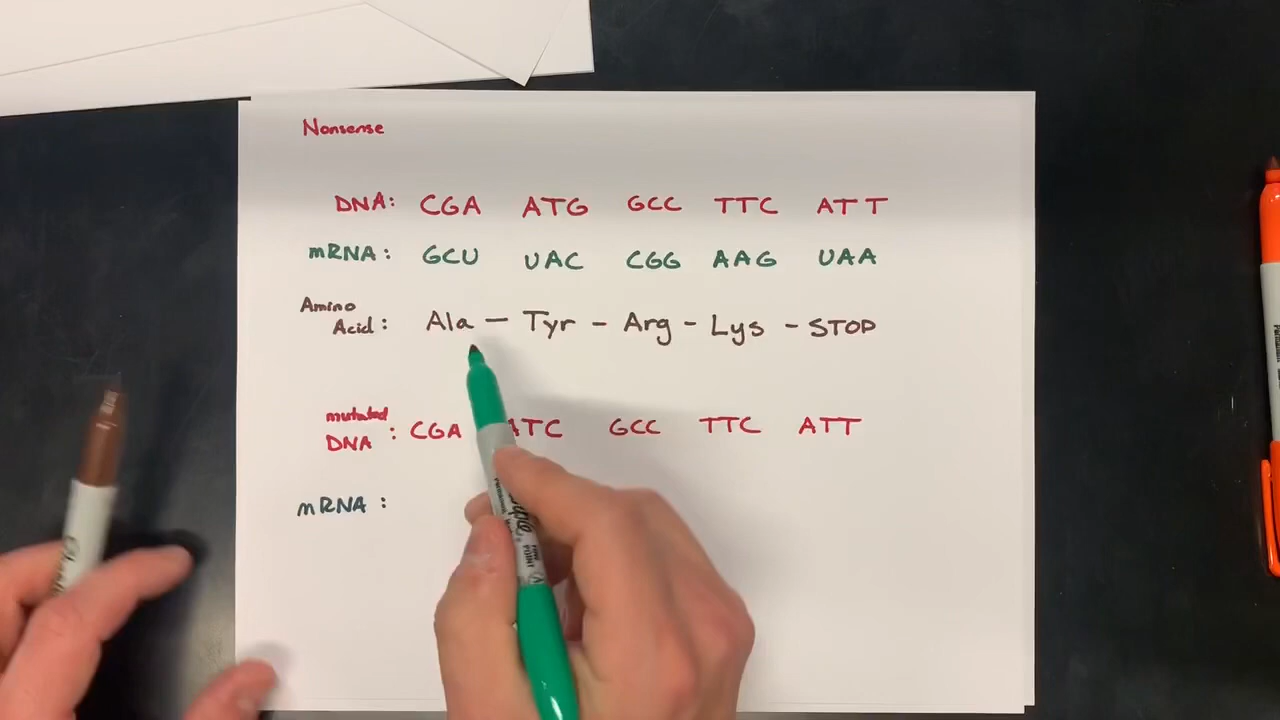 Nonsense
DNA: CGA ATG GCC TTC ATT
mRNA: GCU UAC CGG AAG UAA
Amino
Acid: Ala – Tyr – Arg – Lys – STOP
mutated
DNA : CGA ATC GCC TTC ATT
mRNA :